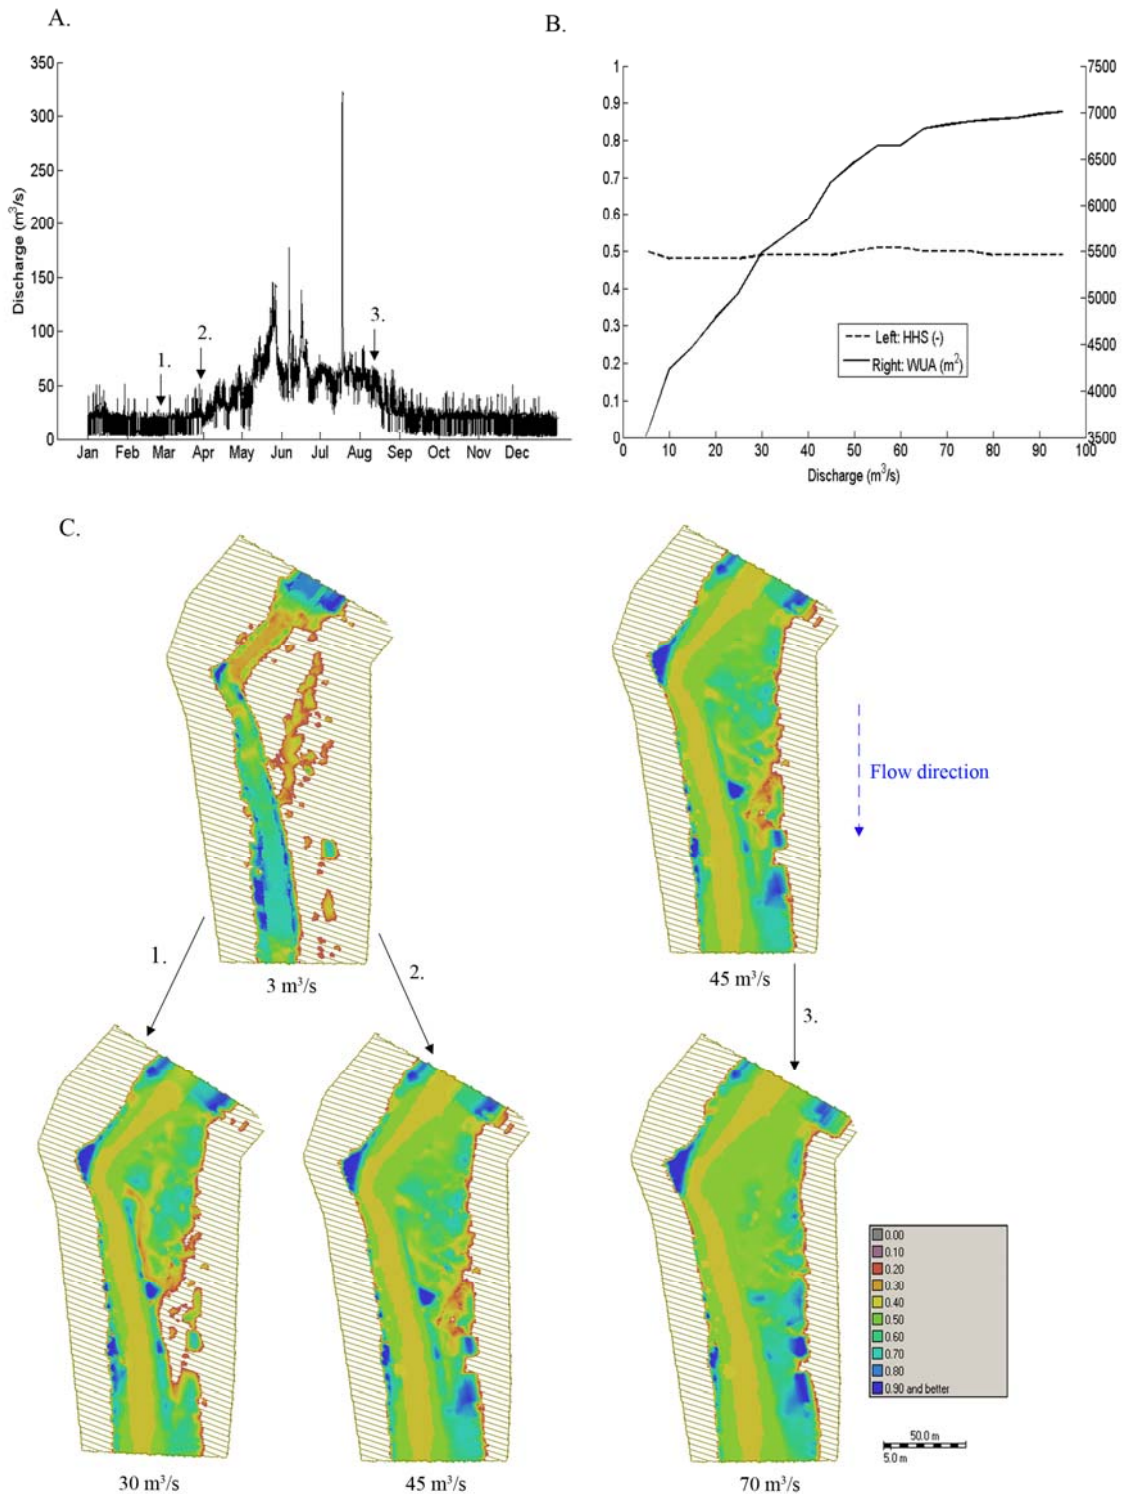 A.
B.
350
300
250
200
150
100
50
0
Discharge (m³/s)
1.
2.
3.
Jan Feb Mar Apr May Jun Jul Aug Sep Oct Nov Dec
1
0.9
0.8
0.7
0.6
0.5
0.4
0.3
0.2
0.1
0
7500
7000
6500
6000
5500
5000
4500
4000
3500
Left: HHS (-)
Right: WUA (m²)
0 10 20 30 40 50 60 70 80 90 100
Discharge (m³/s)
C.
Flow direction
1.
2.
3 m³/s
45 m³/s
3.
0.00
0.10
0.20
0.30
0.40
0.50
0.60
0.70
0.80
0.90 and better
50.0 m
5.0 m
30 m³/s
45 m³/s
70 m³/s